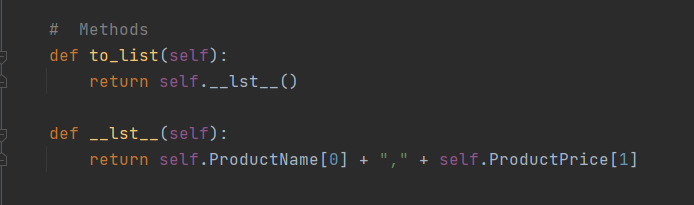 # Methods
def to_list(self):
return self.__lst__()
def __lst__(self):
return self.ProductName[0] + "," + self.ProductPrice[1]